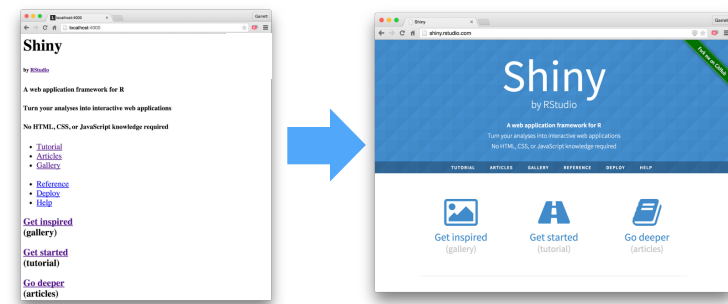 localhost:4000
Garrett
localhost:4000
Shiny
by RStudio
A web application framework for R
Turn your analyses into interactive web applications
No HTML, CSS, or JavaScript knowledge required
Tutorial
Articles
Gallery
Reference
Deploy
Help
Get inspired
(gallery)
Get started
(tutorial)
Go deeper
(articles)
Shiny
Garrett
shiny.rstudio.com
Fork me on GitHub
Shiny
by RStudio
A web application framework for R
Turn your analyses into interactive web applications
No HTML, CSS, or JavaScript knowledge required
TUTORIAL ARTICLES GALLERY REFERENCE DEPLOY HELP
Get inspired
(gallery)
Get started
(tutorial)
Go deeper
(articles)